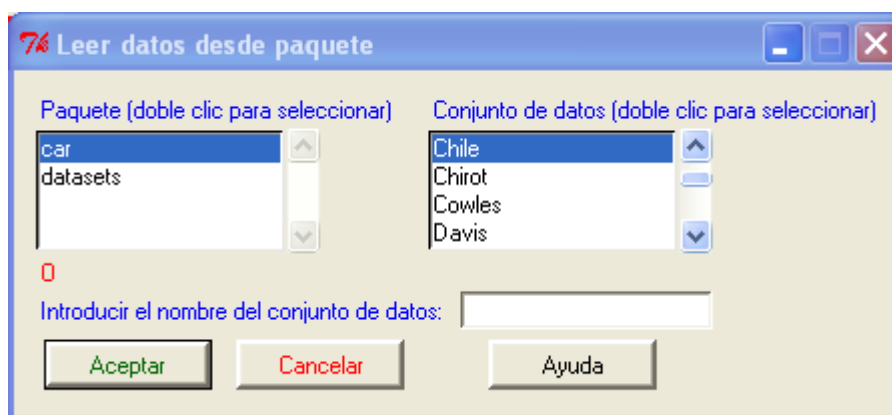 Leer datos desde paquete
Paquete (doble clic para seleccionar) Conjunto de datos (doble clic para seleccionar)
car Chile
datasets Chirot
Cowles
Davis
O
Introducir el nombre del conjunto de datos:
Aceptar Cancelar Ayuda